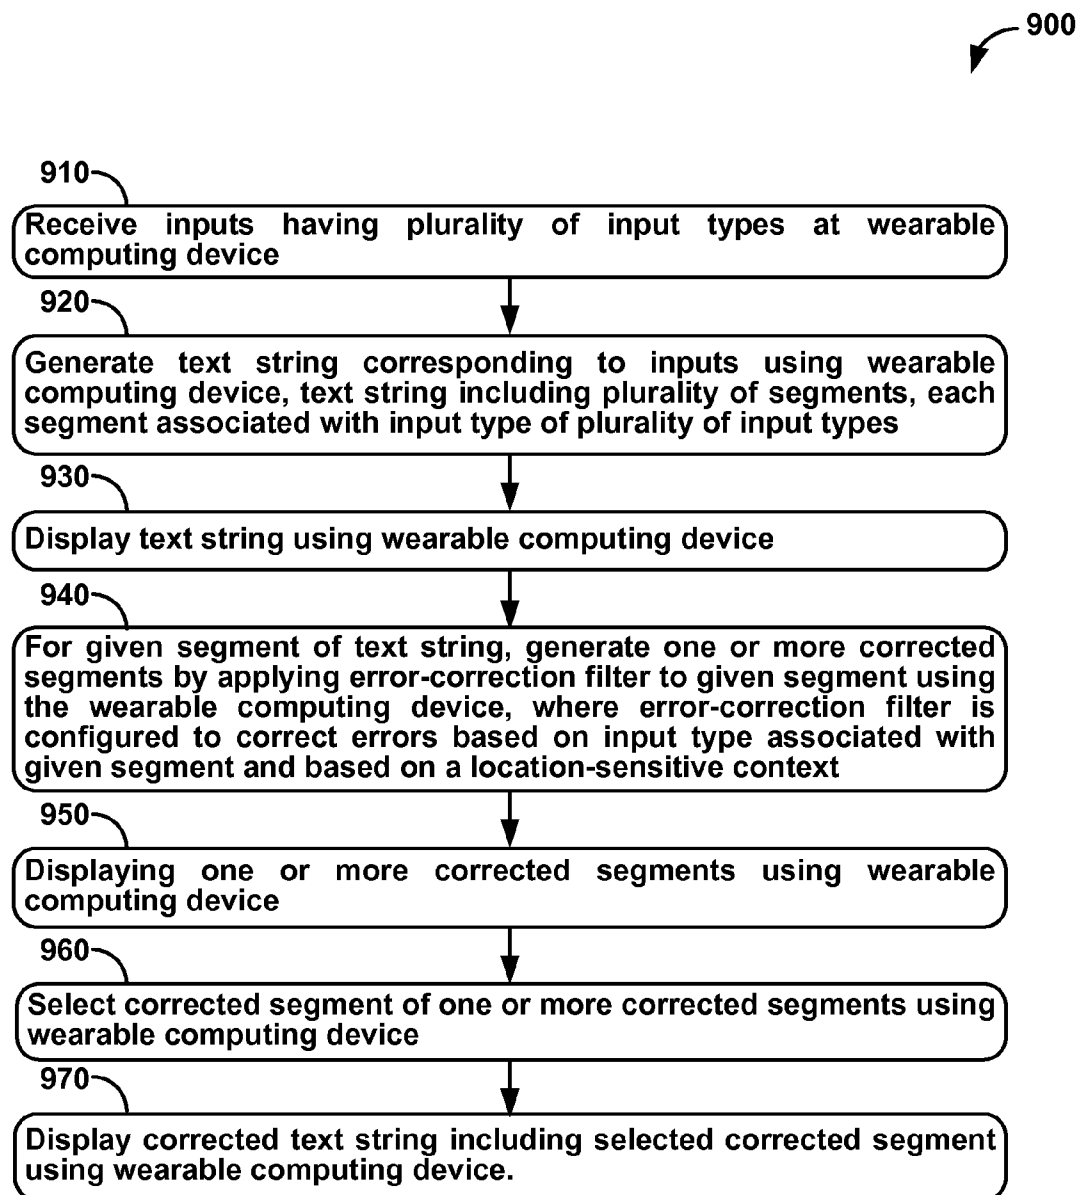 900
910
Receive inputs having plurality of input types at wearable
computing device
920
Generate text string corresponding to inputs using wearable
computing device, text string including plurality of segments, each
segment associated with input type of plurality of input types
930
Display text string using wearable computing device
940
For given segment of text string, generate one or more corrected
segments by applying error-correction filter to given segment using
the wearable computing device, where error-correction filter is
configured to correct errors based on input type associated with
given segment and based on a location-sensitive context
950
Displaying one or more corrected segments using wearable
computing device
960
Select corrected segment of one or more corrected segments using
wearable computing device
970
Display corrected text string including selected corrected segment
using wearable computing device.